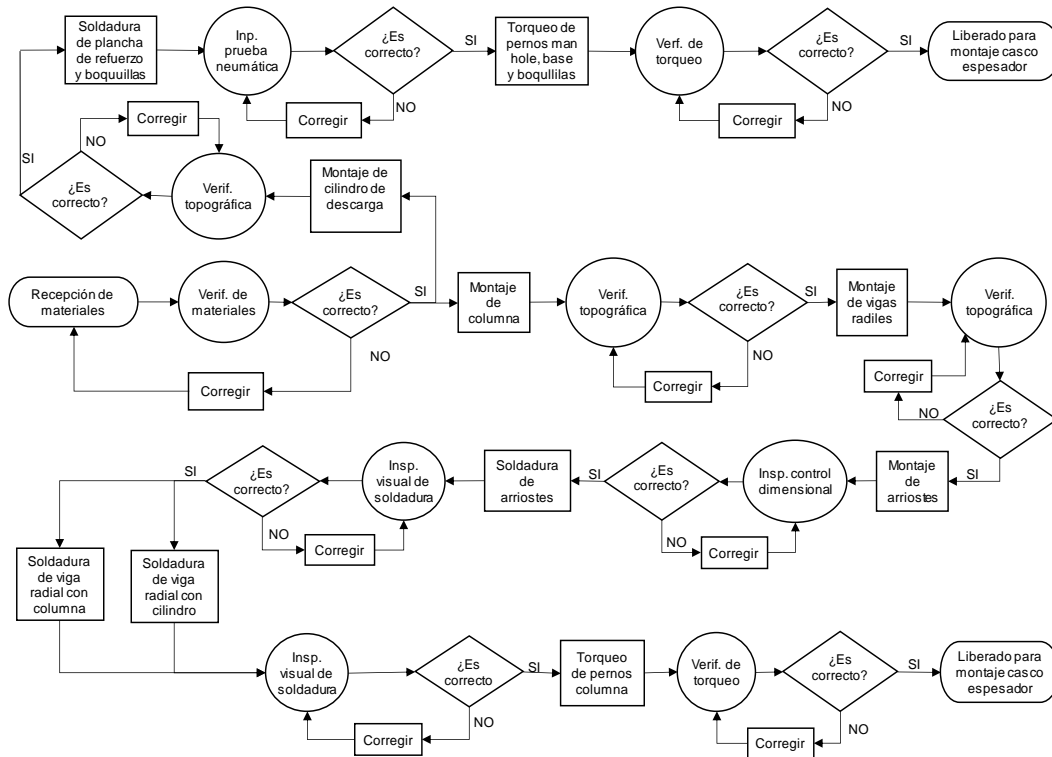 Soldadura
de plancha
de refuerzo
y boquuillas
Inp.
prueba
neumática
¿Es
correcto?
SI
NO
Corregir
Torqueo de
pernos man
hole, base
y boqullilas
Verf. de
torqueo
¿Es
correcto?
SI
NO
Corregir
Liberado para
montaje casco
espesador
SI
NO
Corregir
¿Es
correcto?
Verif.
topográfica
Montaje de
cilindro de
descarga
Recepción de
materiales
Verif. de
materiales
¿Es
correcto?
SI
NO
Corregir
Montaje
de
columna
Verif.
topográfica
¿Es
correcto?
SI
NO
Corregir
Montaje
de vigas
radiles
Verif.
topográfica
Corregir
NO
¿Es
correcto?
SI
Montaje
de
arriostes
Insp. control
dimensional
¿Es
correcto?
SI
NO
Corregir
Soldadura
de
arriostes
Insp.
visual de
soldadura
¿Es
correcto?
SI
NO
Corregir
Soldadura
de viga
radial con
columna
Soldadura
de viga
radial con
cilindro
Insp.
visual de
soldadura
¿Es
correcto
SI
NO
Corregir
Torqueo
de pernos
columna
Verif. de
torqueo
¿Es
correcto?
SI
NO
Corregir
Liberado para
montaje casco
espesador